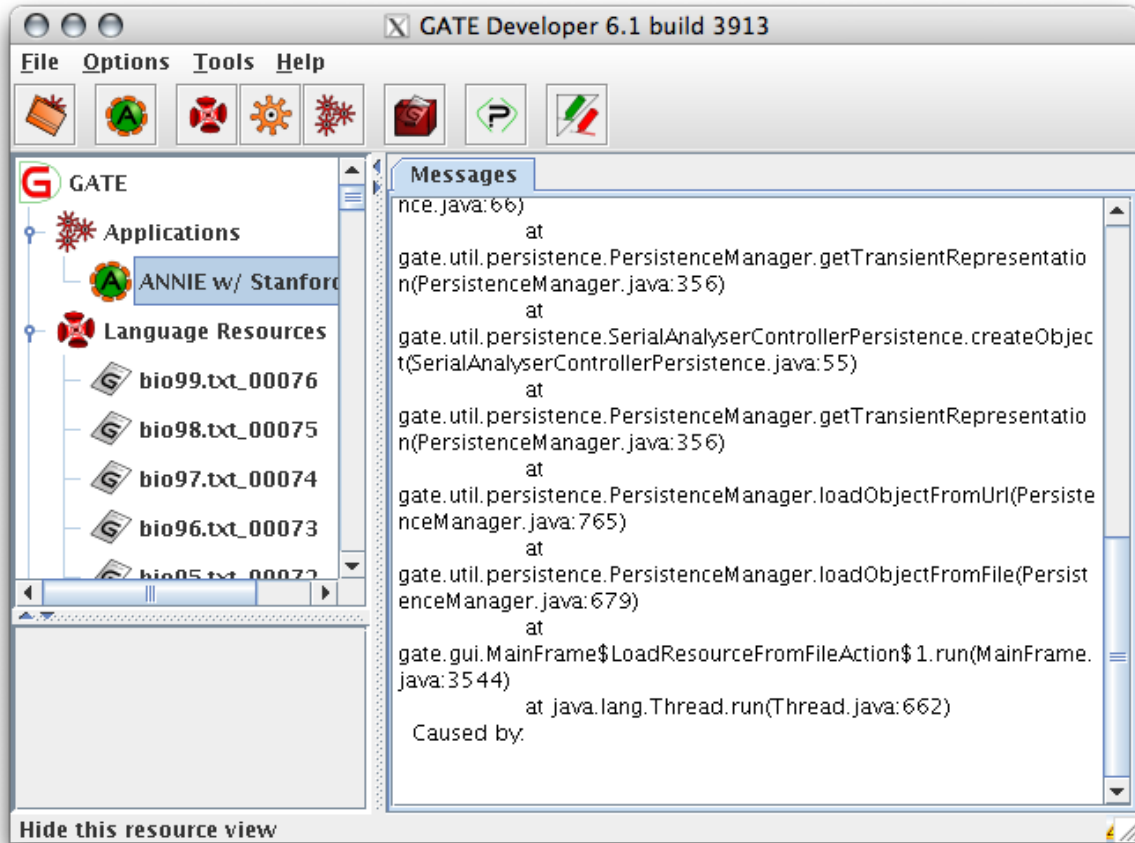 GATE Developer 6.1 build 3913
File Options Tools Help
GATE
Applications
ANNIE w/ Stanford
Language Resources
bio99.txt_00076
bio98.txt_00075
bio97.txt_00074
bio96.txt_00073
Messages
nce.java:66)
at
gate.util.persistence.PersistenceManager.getTransientRepresentatio
n(PersistenceManager.java:356)
at
gate.util.persistence.SerialAnalyserControllerPersistence.createObjec
t(SerialAnalyserControllerPersistence.java:55)
at
gate.util.persistence.PersistenceManager.getTransientRepresentatio
n(PersistenceManager.java:356)
at
gate.util.persistence.PersistenceManager.loadObjectFromUrl(Persiste
nceManager.java:765)
at
gate.util.persistence.PersistenceManager.loadObjectFromFile(Persist
enceManager.java:679)
at
gate.gui.MainFrame$LoadResourceFromFileAction$1.run(MainFrame.
java:3544)
at java.lang.Thread.run(Thread.java:662)
Caused by:
Hide this resource view